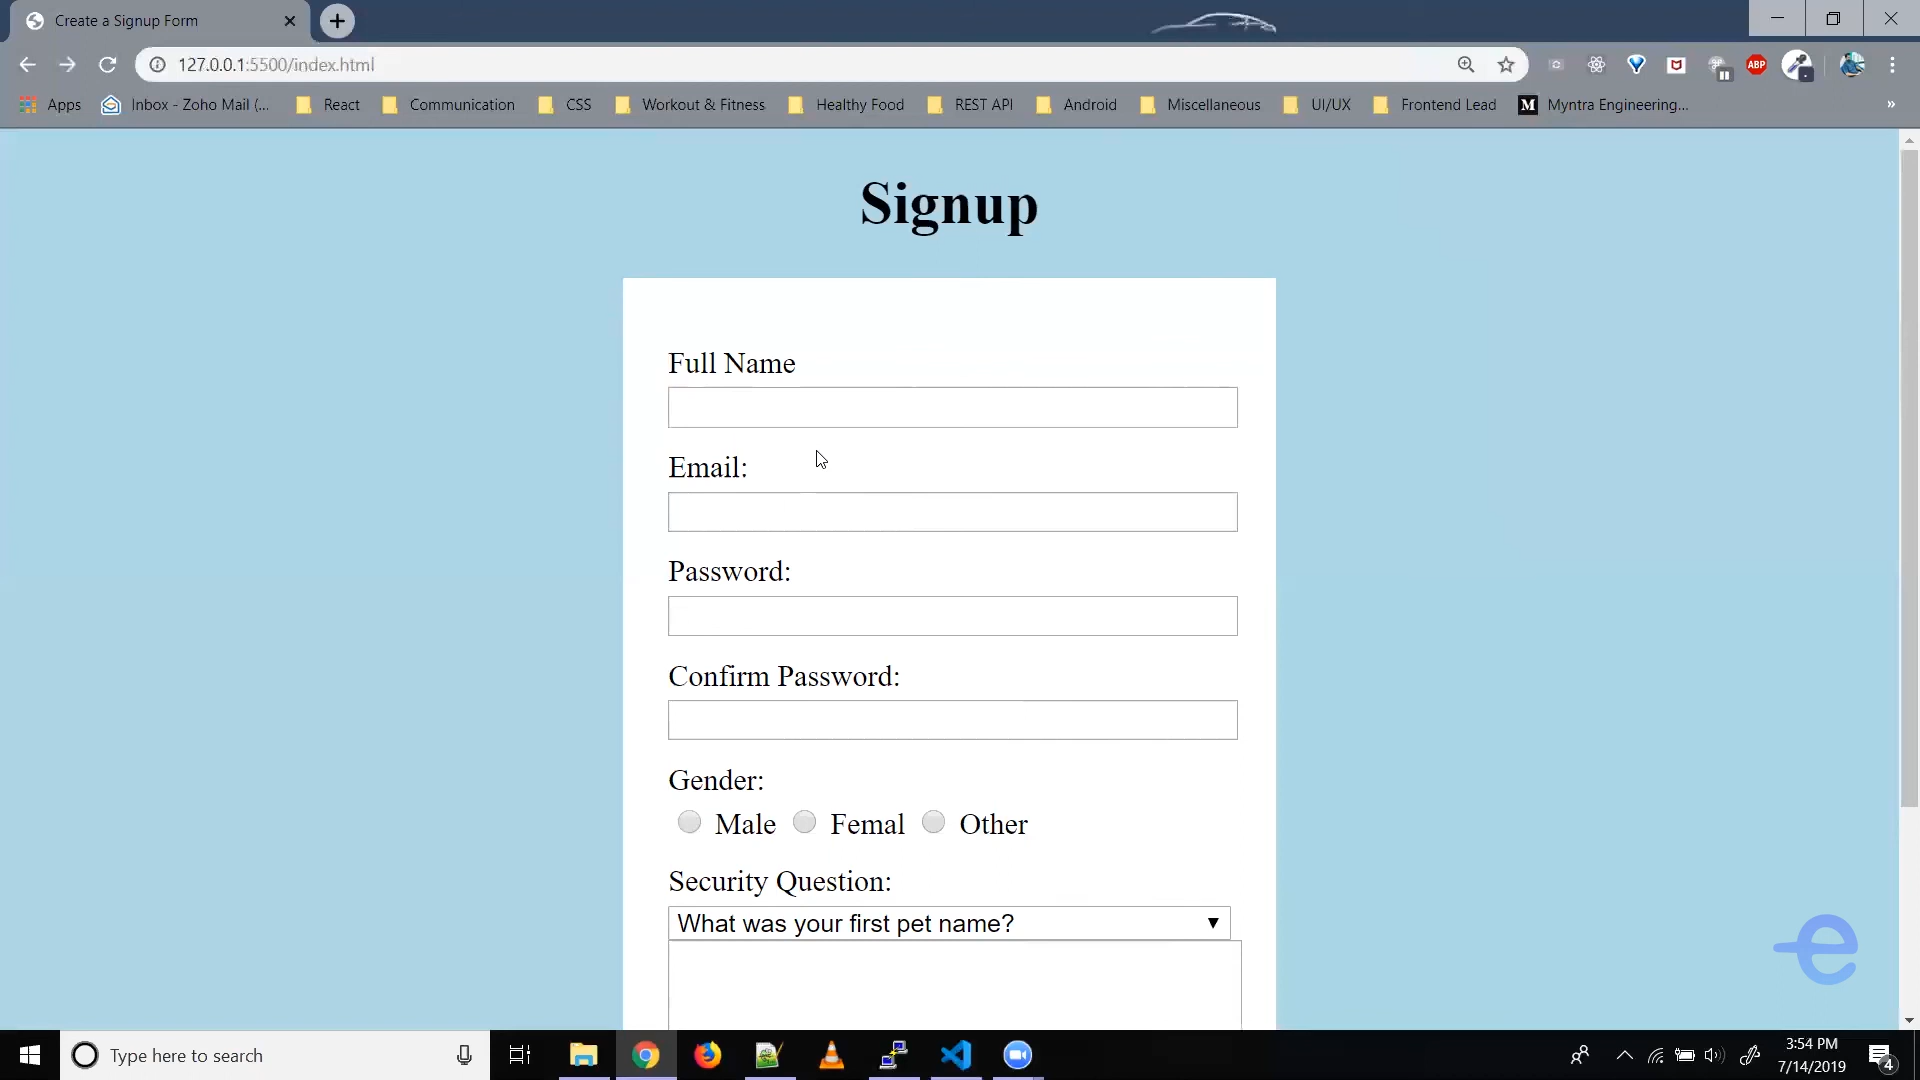 Create a Signup Form
127.0.0.1:5500/index.html
ABP
Apps Inbox - Zoho Mail (... React Communication CSS Workout & Fitness Healthy Food REST API Android Miscellaneous UI/UX Frontend Lead M Myntra Engineering... »
Signup
Full Name
Email:
Password:
Confirm Password:
Gender:
Male Femal Other
Security Question:
What was your first pet name?
e
Type here to search
3:54 PM
7/14/2019
4